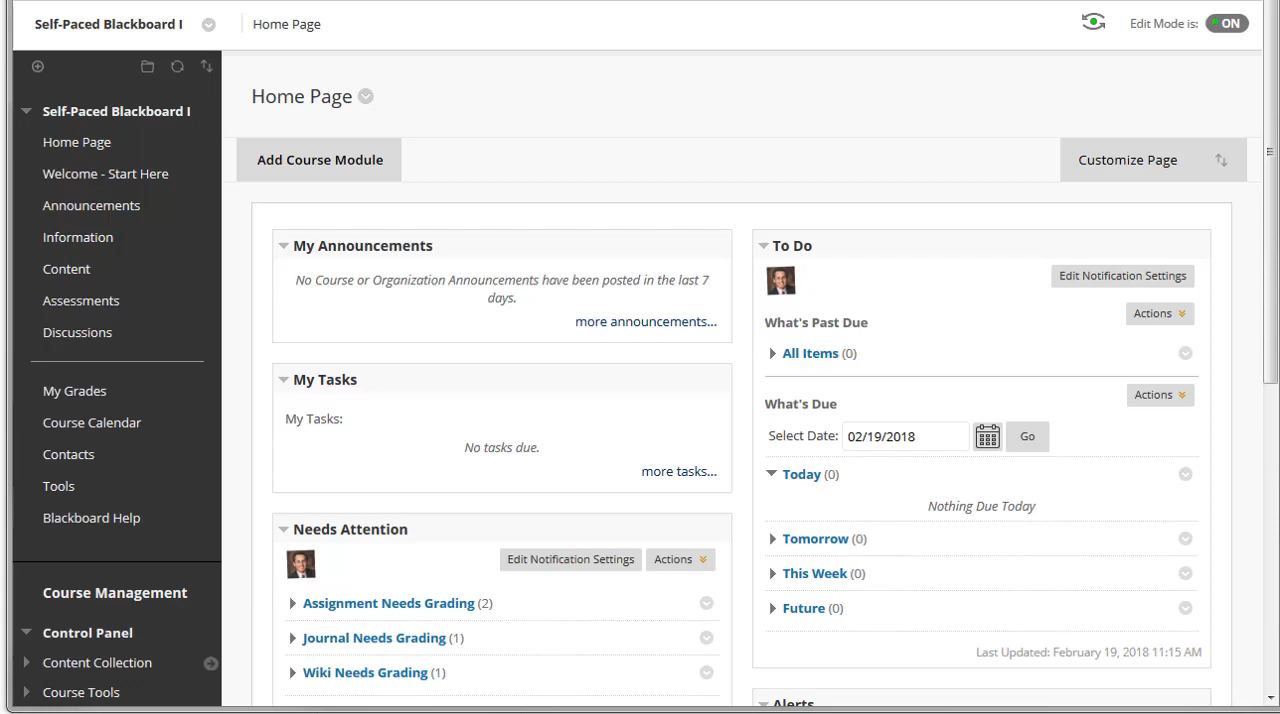 Self-Paced Blackboard I
Home Page
Edit Mode is:
ON
Self-Paced Blackboard I
Home Page
Welcome - Start Here
Announcements
Information
Content
Assessments
Discussions
My Grades
Course Calendar
Contacts
Tools
Blackboard Help
Course Management
Control Panel
Content Collection
Course Tools
Home Page
Add Course Module
Customize Page
My Announcements
No Course or Organization Announcements have been posted in the last 7
days.
more announcements...
My Tasks
My Tasks:
No tasks due.
more tasks...
Needs Attention
Edit Notification Settings
Actions
Assignment Needs Grading (2)
Journal Needs Grading (1)
Wiki Needs Grading (1)
To Do
Edit Notification Settings
Actions
What's Past Due
All Items (0)
Actions
What's Due
Select Date: 02/19/2018 Go
Today (0)
Nothing Due Today
Tomorrow (0)
This Week (0)
Future (0)
Last Updated: February 19, 2018 11:15 AM
Alerts